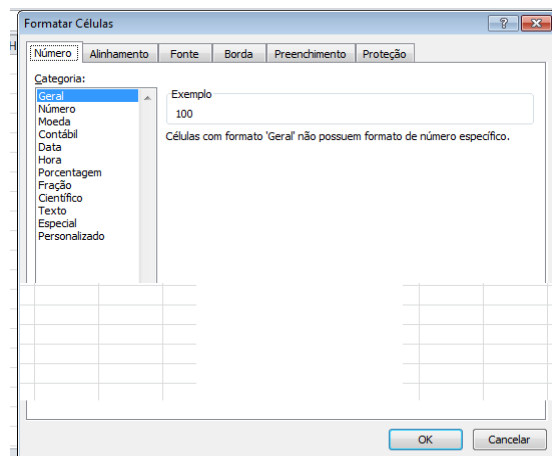 Formatar Células
H
Número Alinhamento Fonte Borda Preenchimento Proteção
Categoria:
Geral
Número
Moeda
Contábil
Data
Hora
Porcentagem
Fração
Científico
Texto
Especial
Personalizado
Exemplo
100
Células com formato 'Geral' não possuem formato de número específico.
OK Cancelar